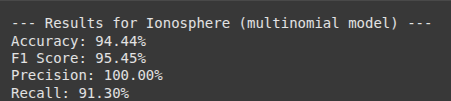 --- Results for Ionosphere (multinomial model) ---
Accuracy: 94.44%
F1 Score: 95.45%
Precision: 100.00%
Recall: 91.30%